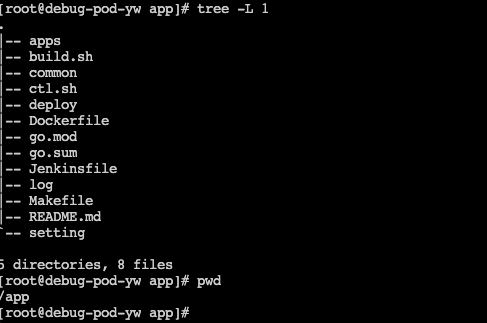 [root@debug-pod-yw app]# tree -L 1
.
|-- apps
|-- build.sh
|-- common
|-- ctl.sh
|-- deploy
|-- Dockerfile
|-- go.mod
|-- go.sum
|-- Jenkinsfile
|-- log
|-- Makefile
|-- README.md
`-- setting
5 directories, 8 files
[root@debug-pod-yw app]# pwd
/app
[root@debug-pod-yw app]#